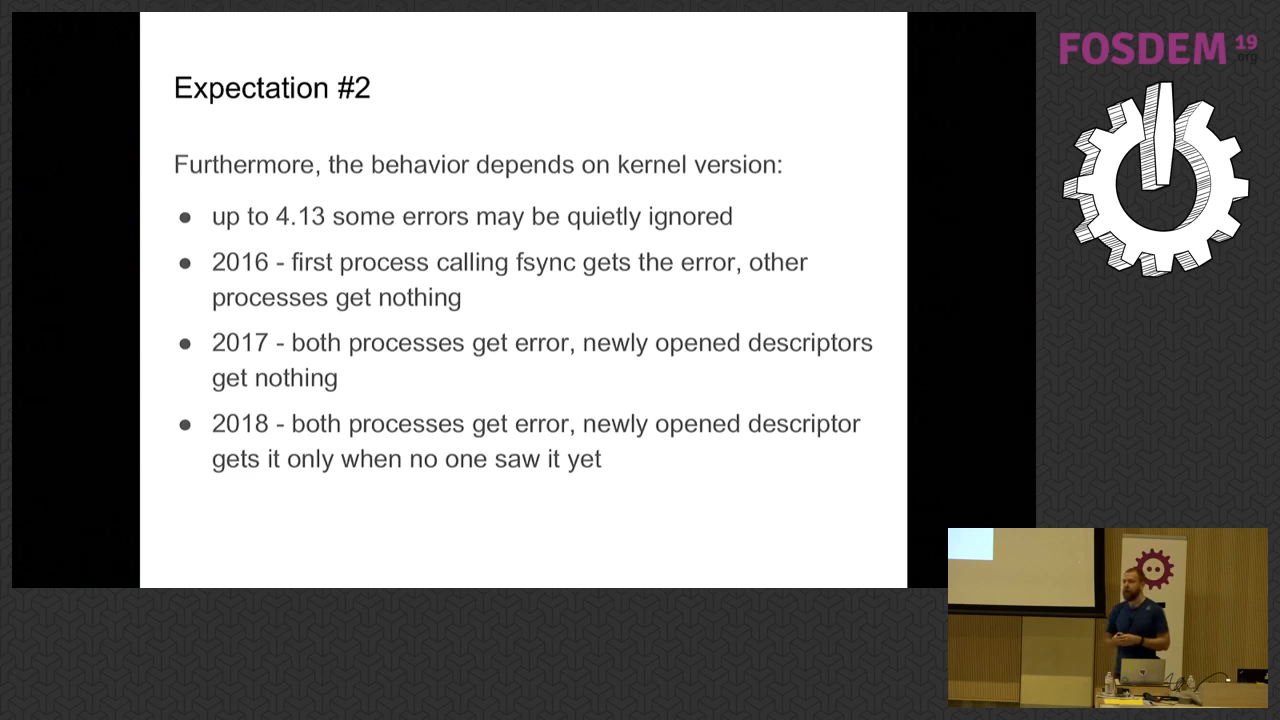 Expectation #2
Furthermore, the behavior depends on kernel version:
● up to 4.13 some errors may be quietly ignored
● 2016 - first process calling fsync gets the error, other
processes get nothing
● 2017 - both processes get error, newly opened descriptors
get nothing
● 2018 - both processes get error, newly opened descriptor
gets it only when no one saw it yet
FOSDEM 19
.org